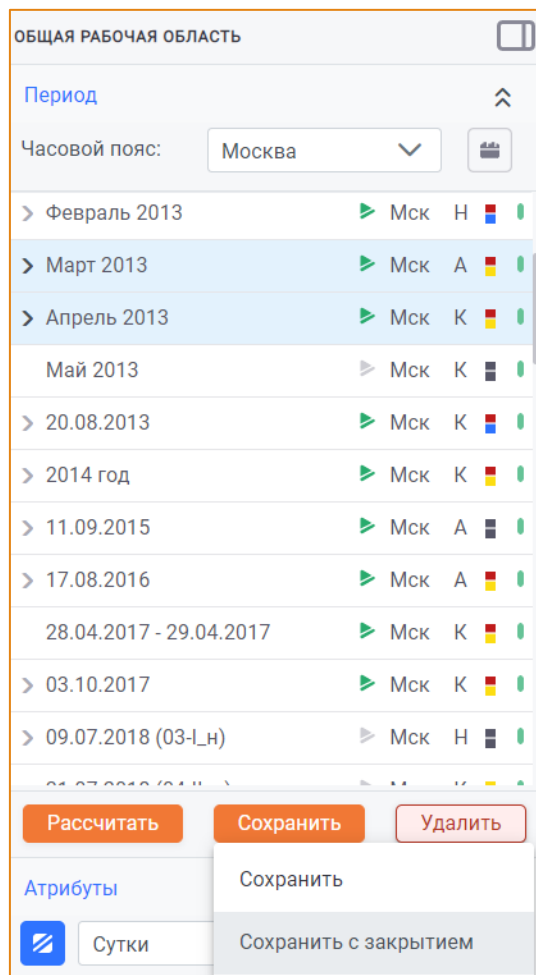 ОБЩАЯ РАБОЧАЯ ОБЛАСТЬ
Период
Часовой пояс: Москва
Февраль 2013 Мск Н
Март 2013 Мск А
Апрель 2013 Мск К
Май 2013 Мск К
20.08.2013 Мск К
2014 год Мск К
11.09.2015 Мск А
17.08.2016 Мск А
28.04.2017 - 29.04.2017 Мск К
03.10.2017 Мск К
09.07.2018 (03-I_н) Мск Н
Рассчитать Сохранить Удалить
Атрибуты
Сохранить
Сутки
Сохранить с закрытием